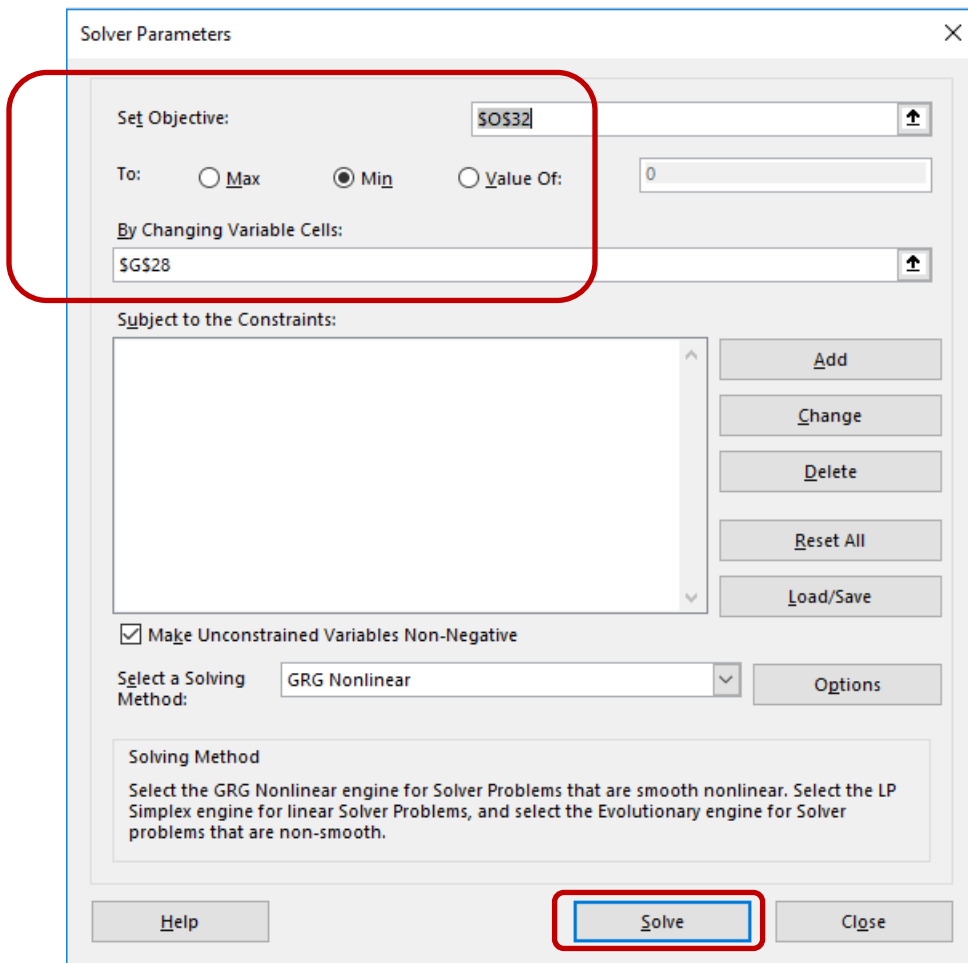 Solver Parameters
Set Objective: $O$32
To: Max Min Value Of: 0
By Changing Variable Cells:
$G$28
Subject to the Constraints:
Add
Change
Delete
Reset All
Load/Save
Make Unconstrained Variables Non-Negative
Select a Solving
Method:
GRG Nonlinear
Options
Solving Method
Select the GRG Nonlinear engine for Solver Problems that are smooth nonlinear. Select the LP
Simplex engine for linear Solver Problems, and select the Evolutionary engine for Solver
problems that are non-smooth.
Help Solve Close